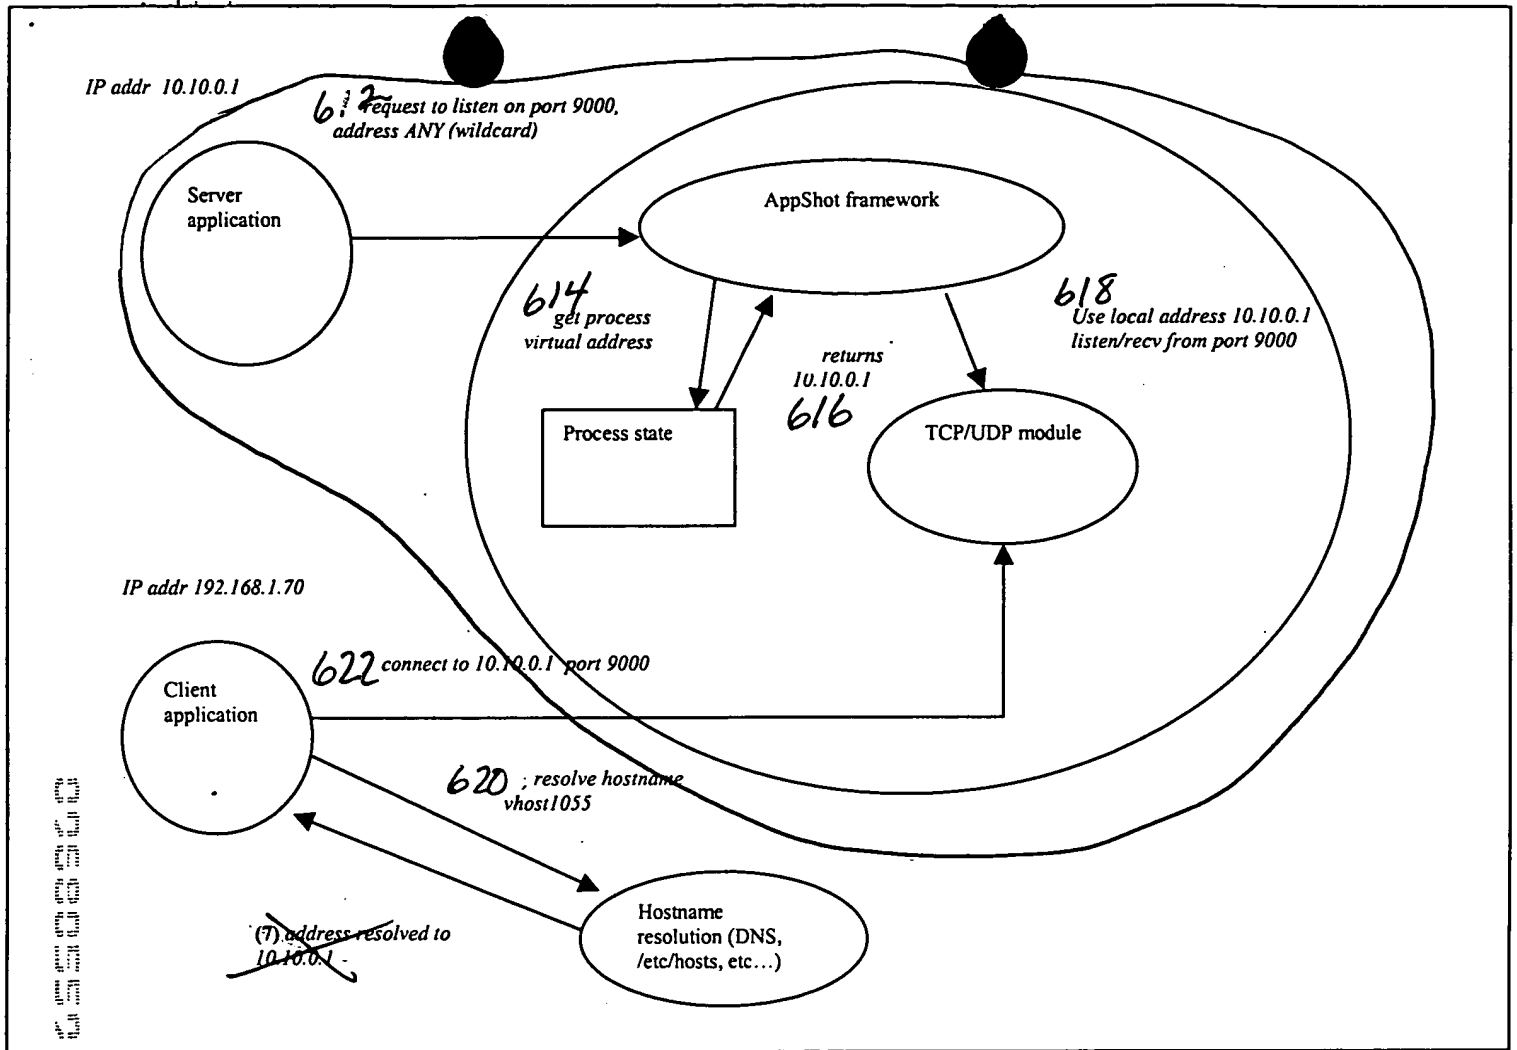 IP addr 10.10.0.1
612 request to listen on port 9000,
address ANY (wildcard)
Server
application
AppShot framework
614
get process
virtual address
618
Use local address 10.10.0.1
listen/recv from port 9000
returns
10.10.0.1
616
Process state
TCP/UDP module
IP addr 192.168.1.70
622 connect to 10.10.0.1 port 9000
Client
application
620 ; resolve hostname
vhost1055
(7) address resolved to
10.10.0.1
Hostname
resolution (DNS,
/etc/hosts, etc...)